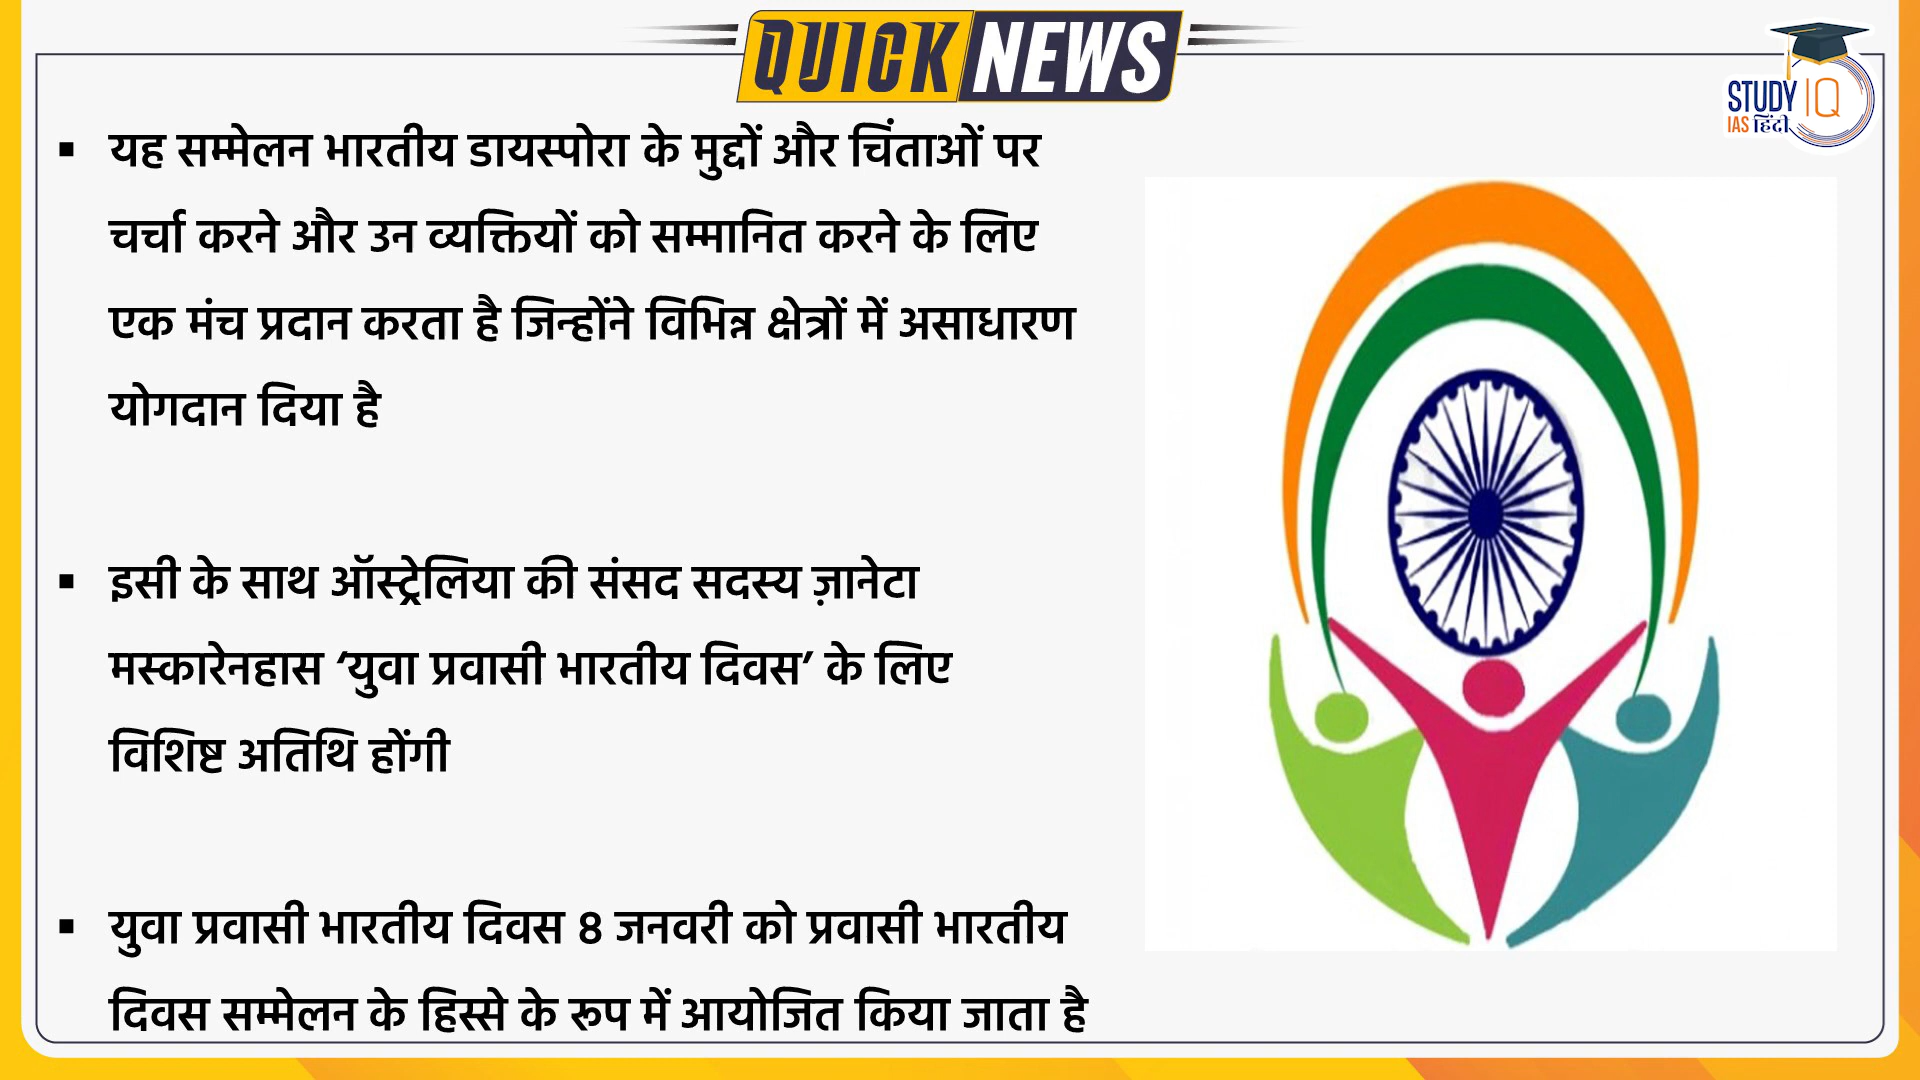 QUICK NEWS
STUDY IQ
IAS हिंदी
▪ यह सम्मेलन भारतीय डायस्पोरा के मुद्दों और चिंताओं पर
चर्चा करने और उन व्यक्तियों को सम्मानित करने के लिए
एक मंच प्रदान करता है जिन्होंने विभिन्न क्षेत्रों में असाधारण
योगदान दिया है
▪ इसी के साथ ऑस्ट्रेलिया की संसद सदस्य ज़ानेटा
मस्कारेनहास ‘युवा प्रवासी भारतीय दिवस’ के लिए
विशिष्ट अतिथि होंगी
▪ युवा प्रवासी भारतीय दिवस 8 जनवरी को प्रवासी भारतीय
दिवस सम्मेलन के हिस्से के रूप में आयोजित किया जाता है